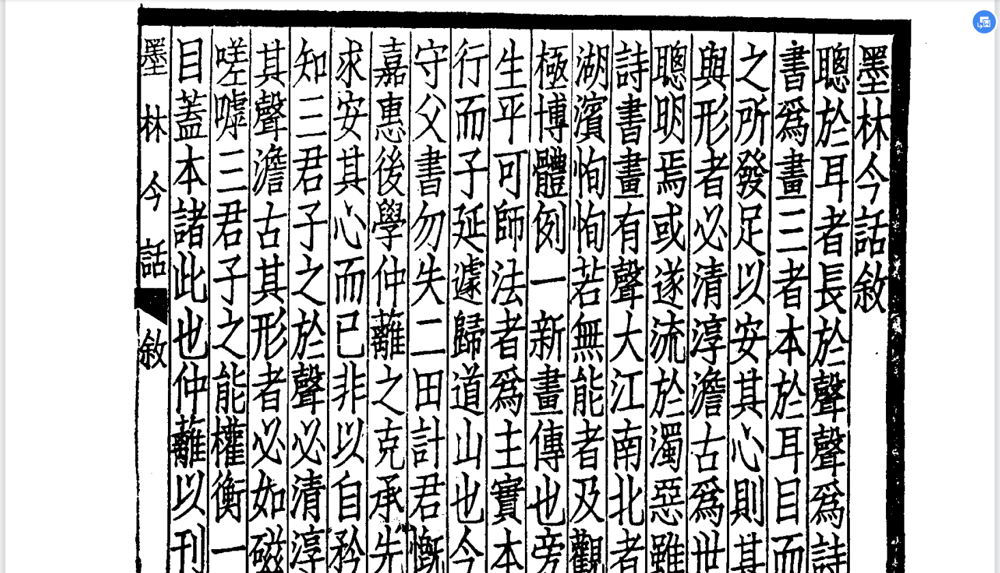 墨林今話敘
聰於耳者長於聲聲爲詩
書爲畫三者本於耳目而
之所發足以安其心則其
與形者必清淳澹古爲世
聰明焉或遂流於濁惡雖
詩書畫有聲大江南北者
湖濱恂恂若無能者及觀
極博體例一新畫傳也旁
生平可師法者爲主實本
行而子延遽歸道山也今
守父書勿失二田計君慨
嘉惠後學仲蘺之克承先
求安其心而已非以自矜
知三君子之於聲必清淳
其聲澹古其形者必如磁
嗟嘑三君子之能權衡一
目蓋本諸此也仲蘺以刊
墨林今話 敘